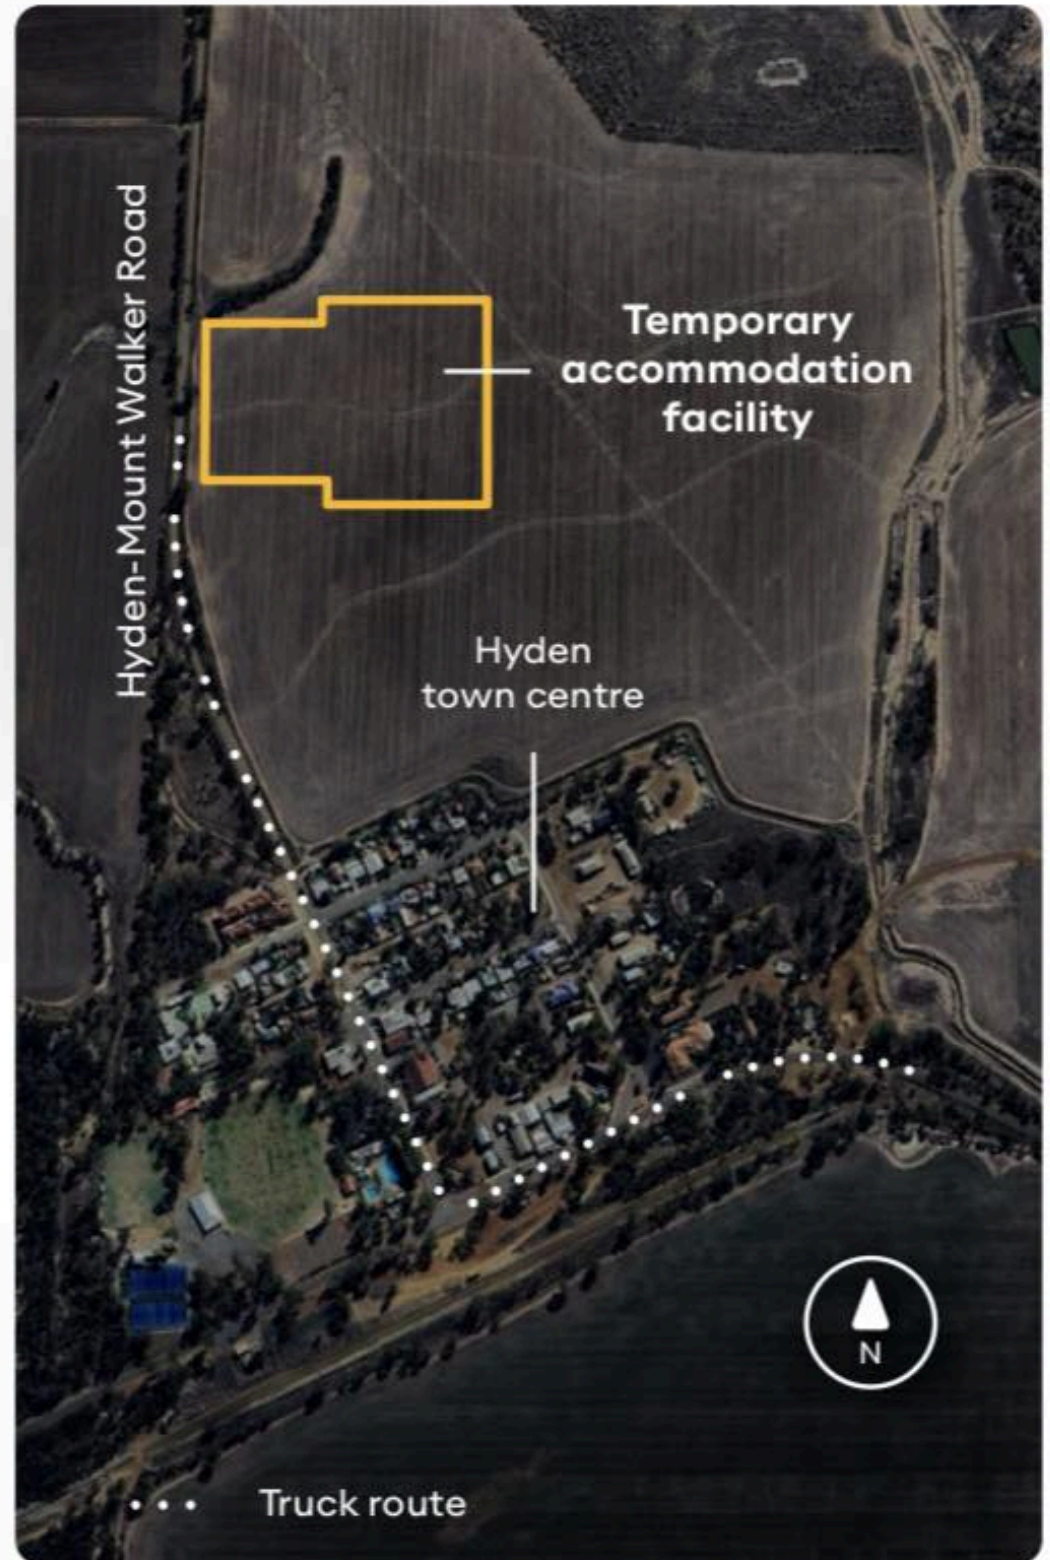 Hyden-Mount Walker Road
Temporary
accommodation
facility
Hyden
town centre
N
Truck route